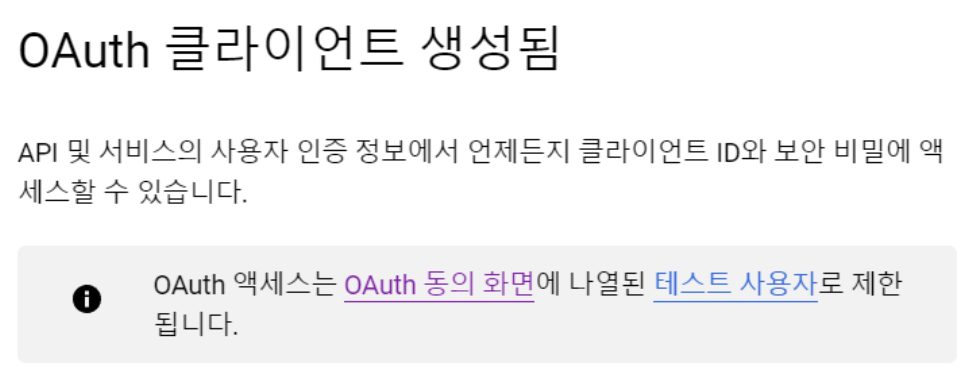 OAuth 클라이언트 생성됨
API 및 서비스의 사용자 인증 정보에서 언제든지 클라이언트 ID와 보안 비밀에 액
세스할 수 있습니다.
OAuth 액세스는 OAuth 동의 화면에 나열된 테스트 사용자로 제한
됩니다.